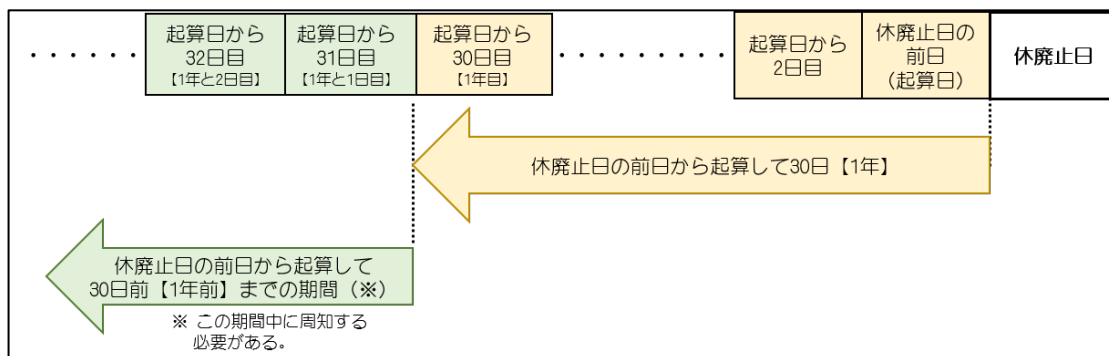 ・・・・・・
起算日から
32日目
【1年と2日目】
起算日から
31日目
【1年と1日目】
起算日から
30日目
【1年目】
・・・・・・・・・
起算日から
2日目
休廃止日の
前日
（起算日）
休廃止日
休廃止日の前日から起算して30日【1年】
休廃止日の前日から起算して
30日前【1年前】までの期間（※）
※ この期間中に周知する
必要がある。